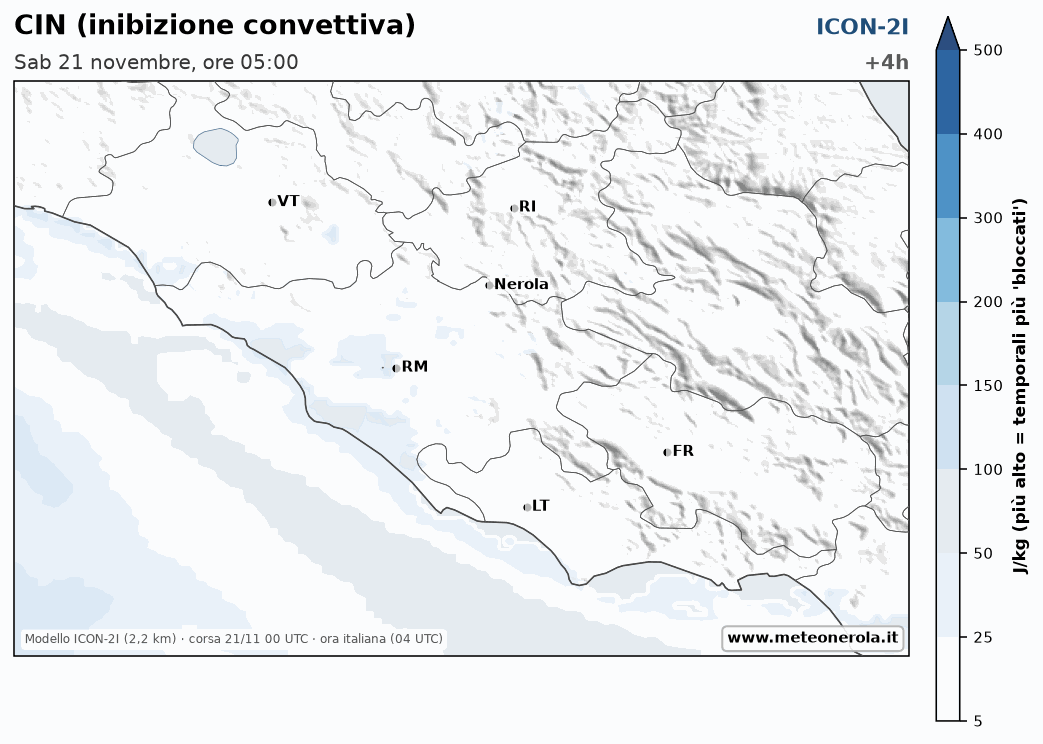 CIN (inibizione convettiva)
ICON-2I
Sab 21 novembre, ore 05:00
+4h
VT
RI
Nerola
RM
FR
LT
Modello ICON-2I (2,2 km) · corsa 21/11 00 UTC · ora italiana (04 UTC)
www.meteonerola.it
500
400
300
200
150
100
50
25
5
J/kg (più alto = temporali più 'bloccati')